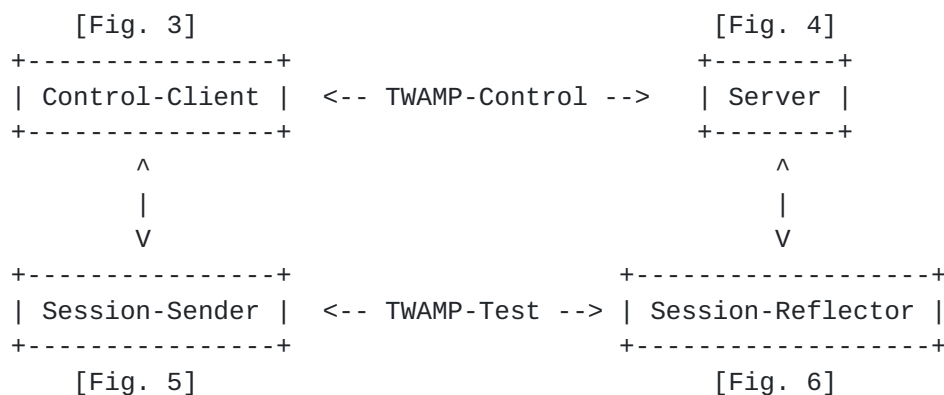 [Fig. 3] [Fig. 4]
+----------------+ +--------+
| Control-Client | <-- TWAMP-Control --> | Server |
+----------------+ +--------+
^ ^
| |
V V
+----------------+ +-------------------+
| Session-Sender | <-- TWAMP-Test --> | Session-Reflector |
+----------------+ +-------------------+
[Fig. 5] [Fig. 6]